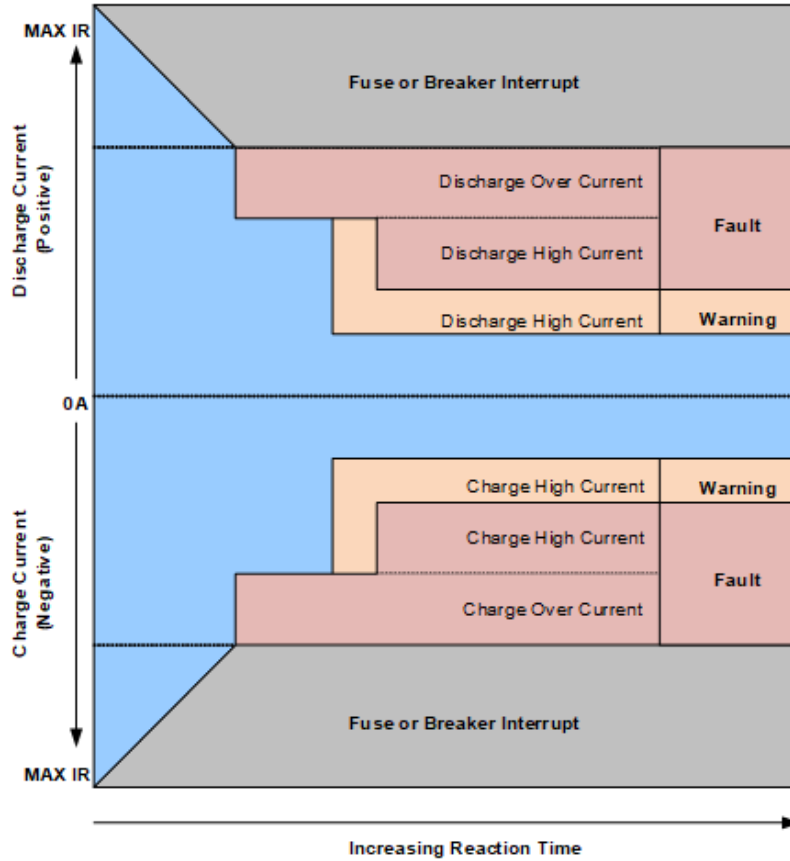 MAX IR
Fuse or Breaker Interrupt
Discharge Current
(Positive)
Discharge Over Current
Discharge High Current
Fault
Discharge High Current
Warning
0A
Charge High Current
Warning
Charge High Current
Charge Over Current
Fault
Charge Current
(Negative)
Fuse or Breaker Interrupt
MAX IR
Increasing Reaction Time